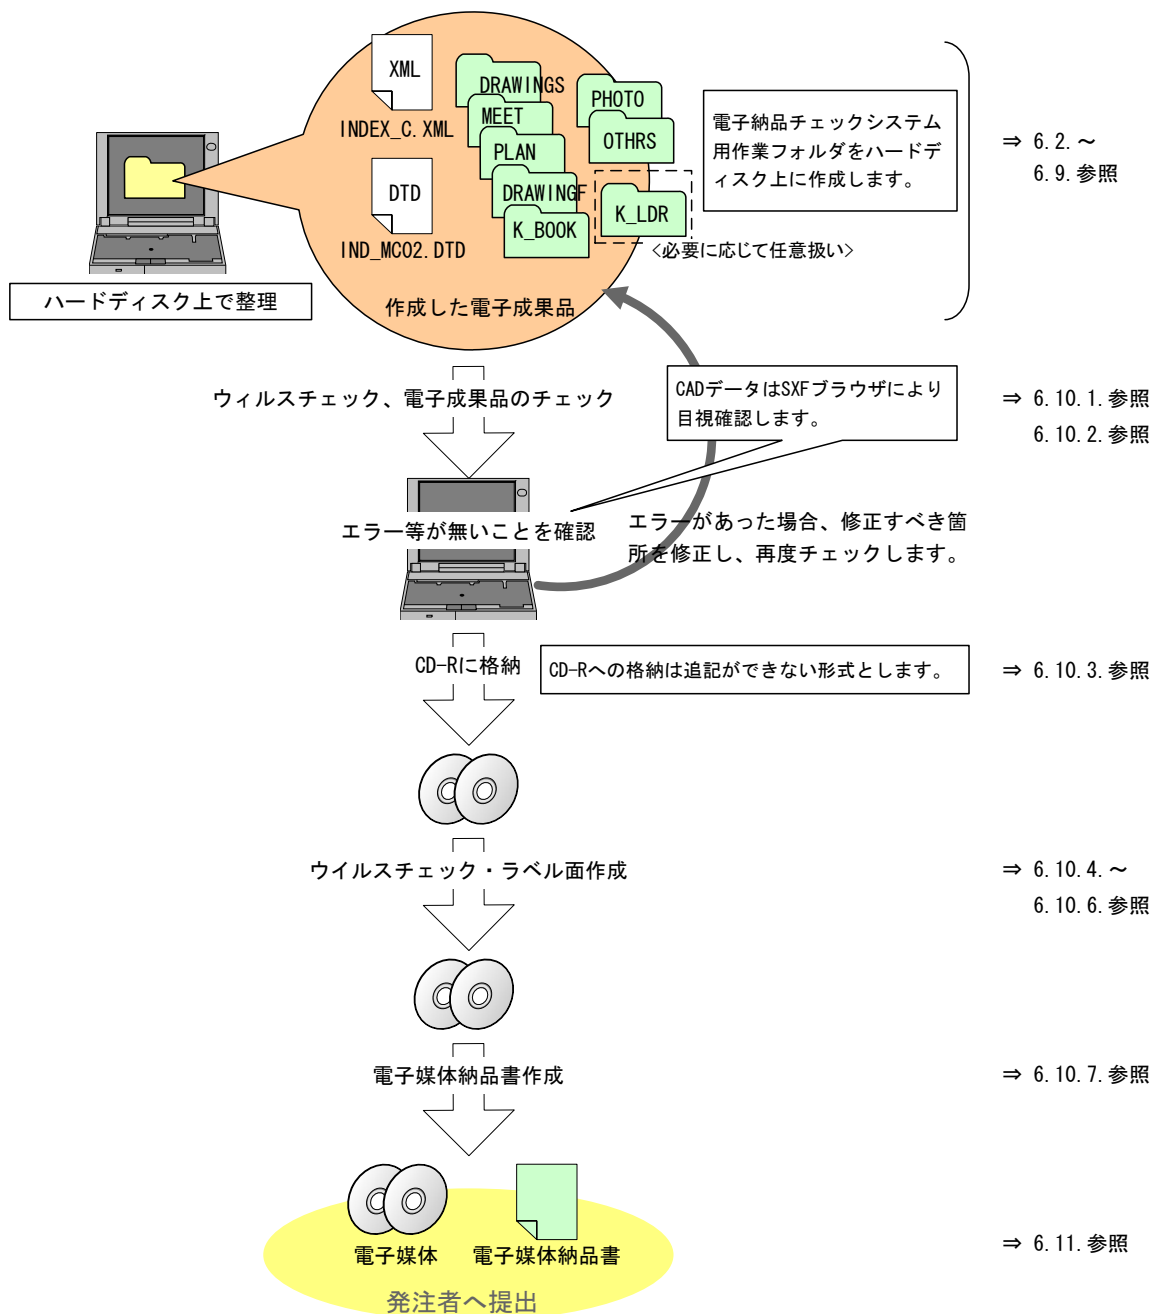 XML
INDEX_C.XML
DTD
IND_MC02.DTD
DRAWINGS
MEET
PLAN
DRAWINGF
K_BOOK
PHOTO
OTHRS
K_LDR
<必要に応じて任意扱い>
作成した電子成果品
ハードディスク上で整理
電子納品チェックシステム
用作業フォルダをハードデ
ィスク上に作成します。
⇒ 6.2.～
6.9.参照
ウィルスチェック、電子成果品のチェック
CADデータはSXFブラウザにより
目視確認します。
⇒ 6.10.1.参照
6.10.2.参照
エラー等が無いことを確認
エラーがあった場合、修正すべき箇
所を修正し、再度チェックします。
CD-Rに格納
CD-Rへの格納は追記ができない形式とします。
⇒ 6.10.3.参照
ウイルスチェック・ラベル面作成
⇒ 6.10.4.～
6.10.6.参照
電子媒体納品書作成
⇒ 6.10.7.参照
電子媒体
電子媒体納品書
⇒ 6.11.参照
発注者へ提出